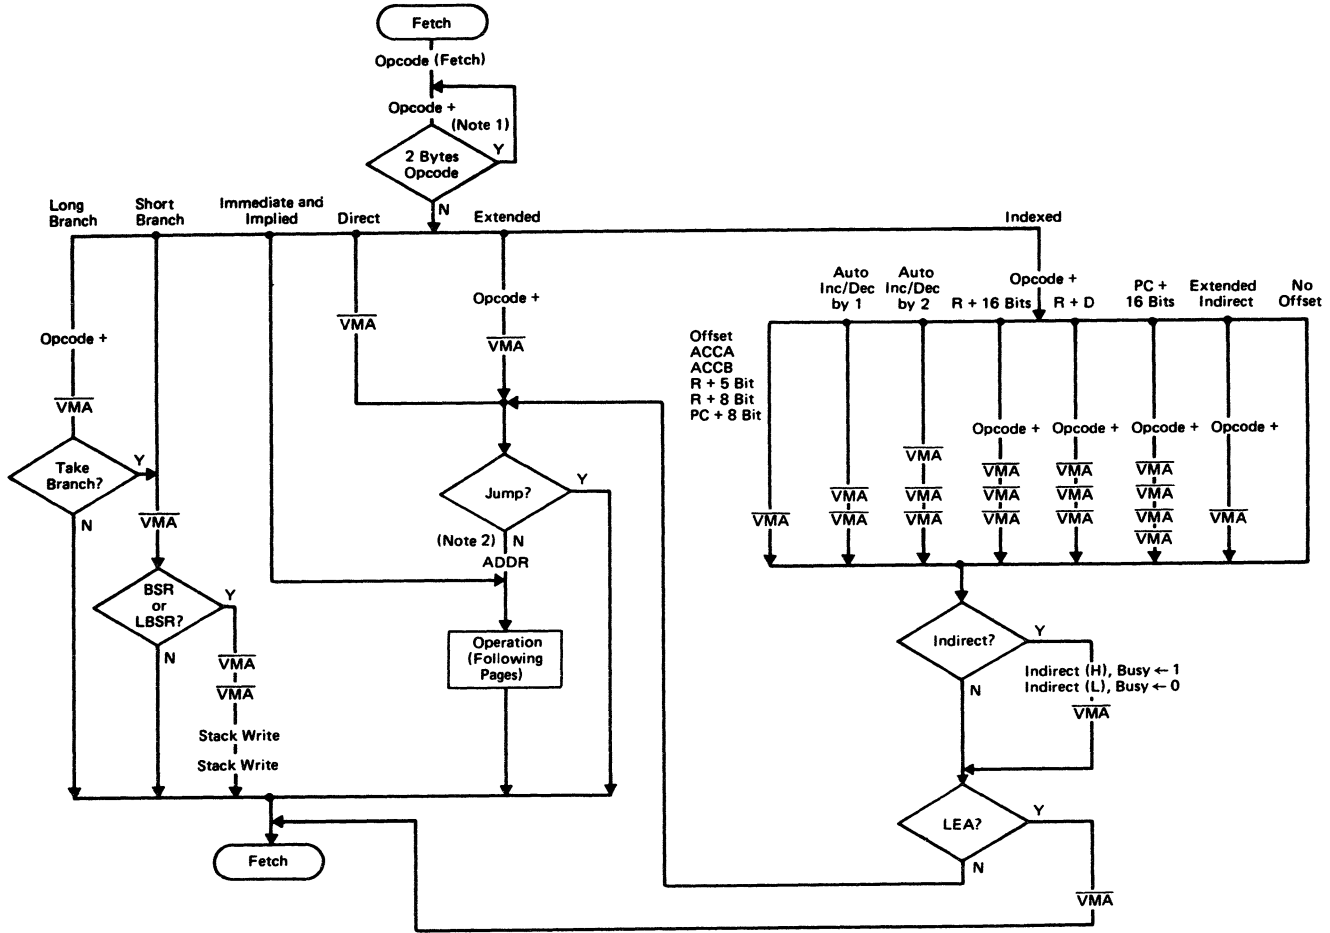 Fetch
Opcode (Fetch)
Opcode +
(Note 1)
2 Bytes
Opcode
Y
N
Long
Branch
Short
Branch
Immediate and
Implied
Direct
Extended
Indexed
Opcode +
VMA
Take
Branch?
Y
N
VMA
BSR
or
LBSR?
Y
N
VMA
VMA
Stack Write
Stack Write
VMA
Opcode +
VMA
Jump?
Y
(Note 2)
N
ADDR
Operation
(Following
Pages)
Fetch
Opcode +
Offset
ACCA
ACCB
R + 5 Bit
R + 8 Bit
PC + 8 Bit
VMA
Auto
Inc/Dec
by 1
VMA
VMA
Auto
Inc/Dec
by 2
VMA
VMA
VMA
R + 16 Bits
Opcode +
VMA
VMA
VMA
R + D
Opcode +
VMA
VMA
VMA
PC +
16 Bits
Opcode +
VMA
VMA
VMA
VMA
Extended
Indirect
Opcode +
VMA
No
Offset
Indirect?
Y
N
Indirect (H), Busy ← 1
Indirect (L), Busy ← 0
VMA
LEA?
Y
N
VMA